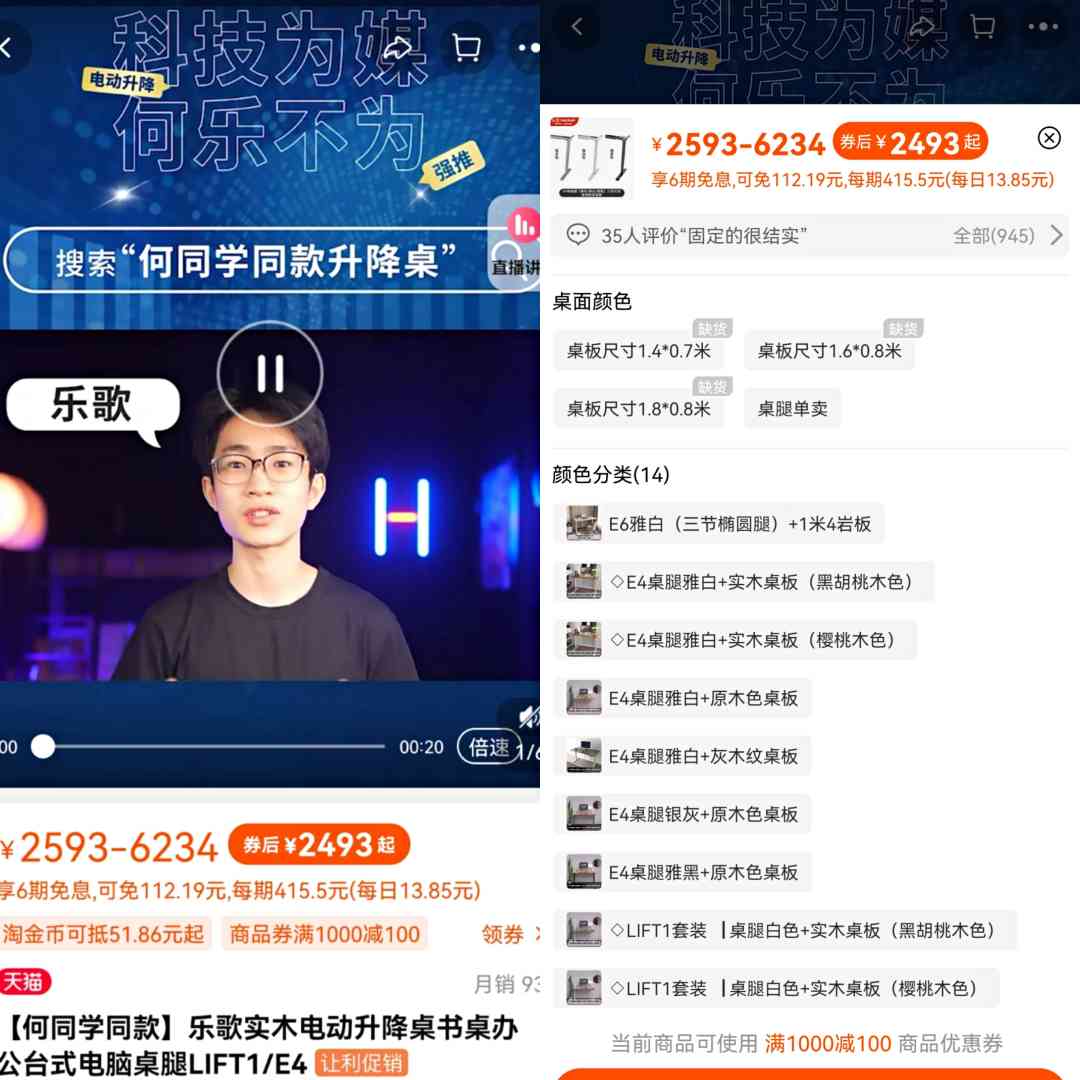 科技为媒
电动升降
何乐不为
强推
搜索“何同学同款升降桌”
直播讲
乐歌
00
00:20
倍速
1/6
¥2593-6234
券后¥2493起
享6期免息,可免112.19元,每期415.5元(每日13.85元)
淘金币可抵51.86元起
商品券满1000减100
领券
天猫
月销 93
【何同学同款】乐歌实木电动升降桌书桌办
公台式电脑桌腿LIFT1/E4
让利促销
科技为媒
电动升降
何乐不为
¥2593-6234
券后¥2493起
享6期免息,可免112.19元,每期415.5元(每日13.85元)
35人评价“固定的很结实”
全部(945)
桌面颜色
缺货
桌板尺寸1.4*0.7米
缺货
桌板尺寸1.6*0.8米
缺货
桌板尺寸1.8*0.8米
桌腿单卖
颜色分类(14)
E6雅白（三节椭圆腿）+1米4岩板
◇E4桌腿雅白+实木桌板（黑胡桃木色）
◇E4桌腿雅白+实木桌板（樱桃木色）
E4桌腿雅白+原木色桌板
E4桌腿雅白+灰木纹桌板
E4桌腿银灰+原木色桌板
E4桌腿雅黑+原木色桌板
◇LIFT1套装 丨桌腿白色+实木桌板（黑胡桃木色）
◇LIFT1套装 丨桌腿白色+实木桌板（樱桃木色）
当前商品可使用 满1000减100 商品优惠券